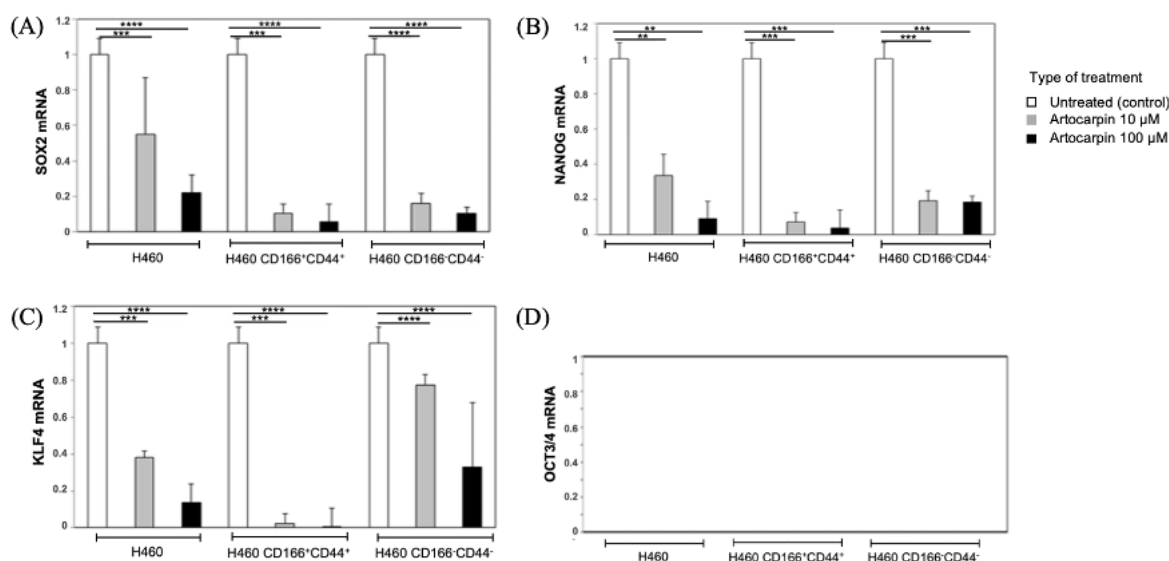 (A)
SOX2 mRNA
1.2
1
0.8
0.6
0.4
0.2
0
****
***
****
***
****
****
H460
H460 CD166⁺CD44⁺
H460 CD166⁻CD44⁻
(B)
NANOG mRNA
1.2
1
0.8
0.6
0.4
0.2
0
**
**
***
***
***
***
H460
H460 CD166⁺CD44⁺
H460 CD166⁻CD44⁻
Type of treatment
Untreated (control)
Artocarpin 10 µM
Artocarpin 100 µM
(C)
KLF4 mRNA
1.2
1
0.8
0.6
0.4
0.2
0
****
***
****
***
****
****
H460
H460 CD166⁺CD44⁺
H460 CD166⁻CD44⁻
(D)
OCT3/4 mRNA
1
0.8
0.6
0.4
0.2
0
H460
H460 CD166⁺CD44⁺
H460 CD166⁻CD44⁻